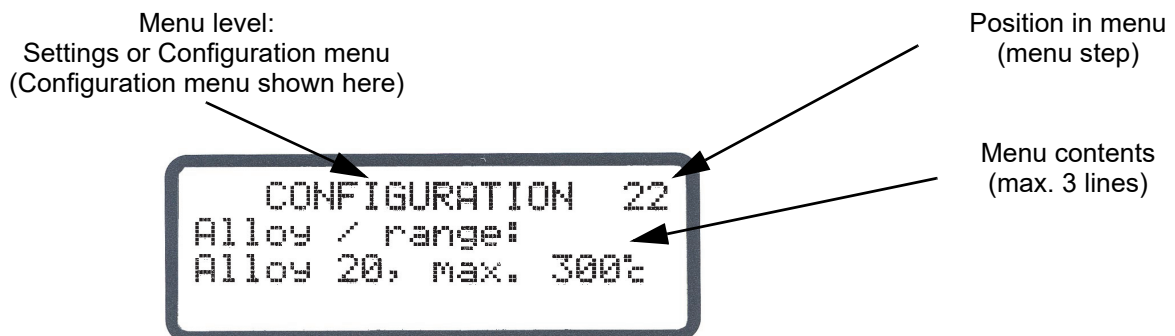 Menu level:
Settings or Configuration menu
(Configuration menu shown here)
Position in menu
(menu step)
Menu contents
(max. 3 lines)
CONFIGURATION 22
Alloy / range:
Alloy 20, max. 300°c